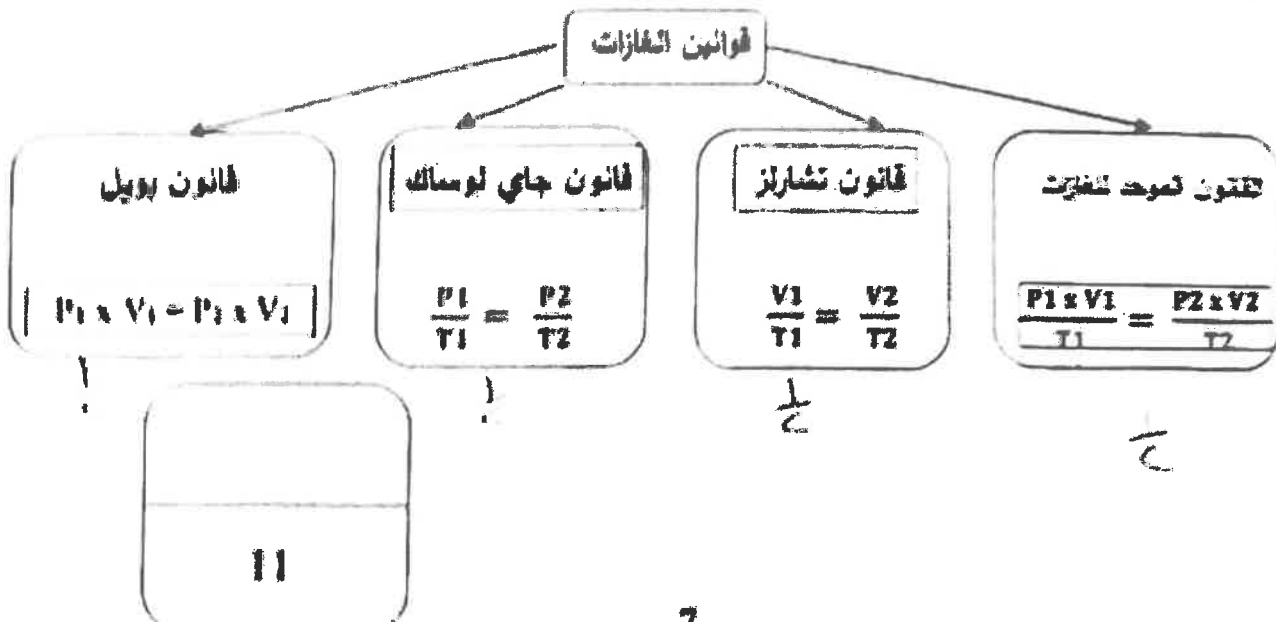 قوانين الغازات
القانون الموحد للغازات
قانون تشارلز
قانون جاي لوساك
قانون بويل
P1 x V1 / T1 = P2 x V2 / T2
V1 / T1 = V2 / T2
P1 / T1 = P2 / T2
P₁ x V₁ = P₂ x V₂
11
7